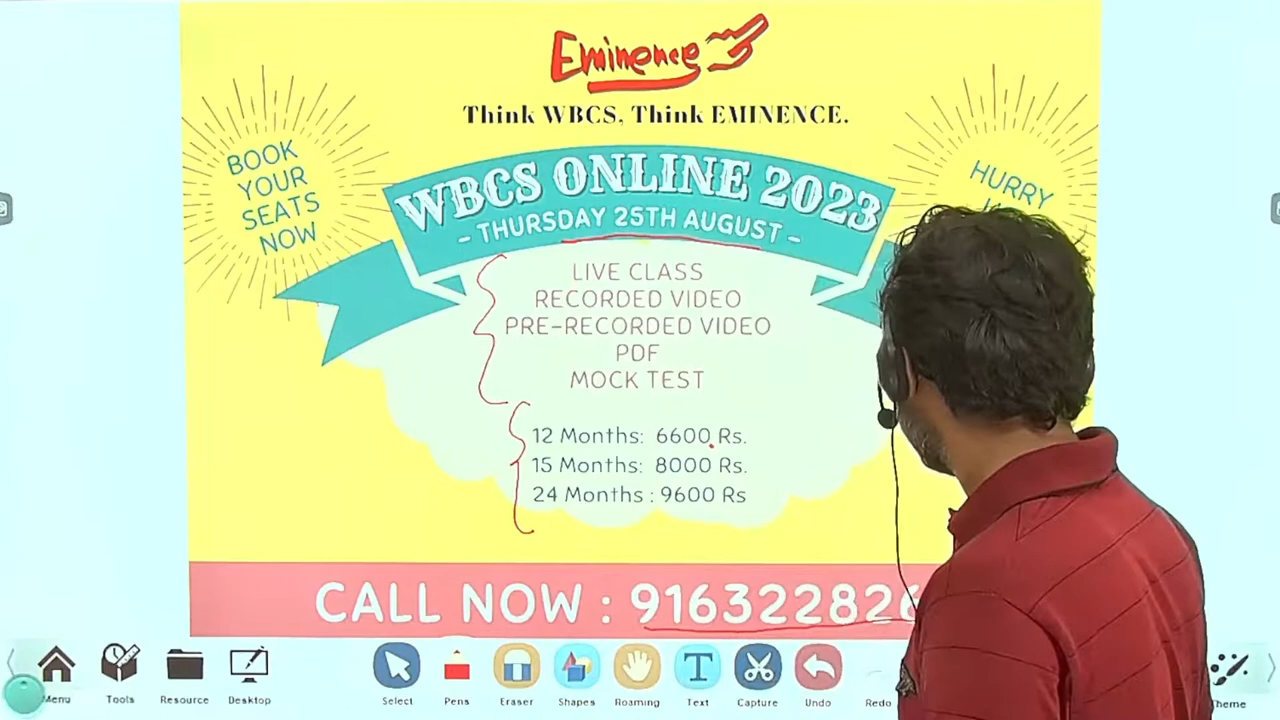 Eminence
Think WBCS, Think EMINENCE.
BOOK
YOUR
SEATS
NOW
HURRY
WBCS ONLINE 2023
- THURSDAY 25TH AUGUST -
LIVE CLASS
RECORDED VIDEO
PRE-RECORDED VIDEO
PDF
MOCK TEST
12 Months: 6600 Rs.
15 Months: 8000 Rs.
24 Months : 9600 Rs
CALL NOW : 916322826
Menu Tools Resource Desktop Select Pens Eraser Shapes Roaming Text Capture Undo Redo Theme